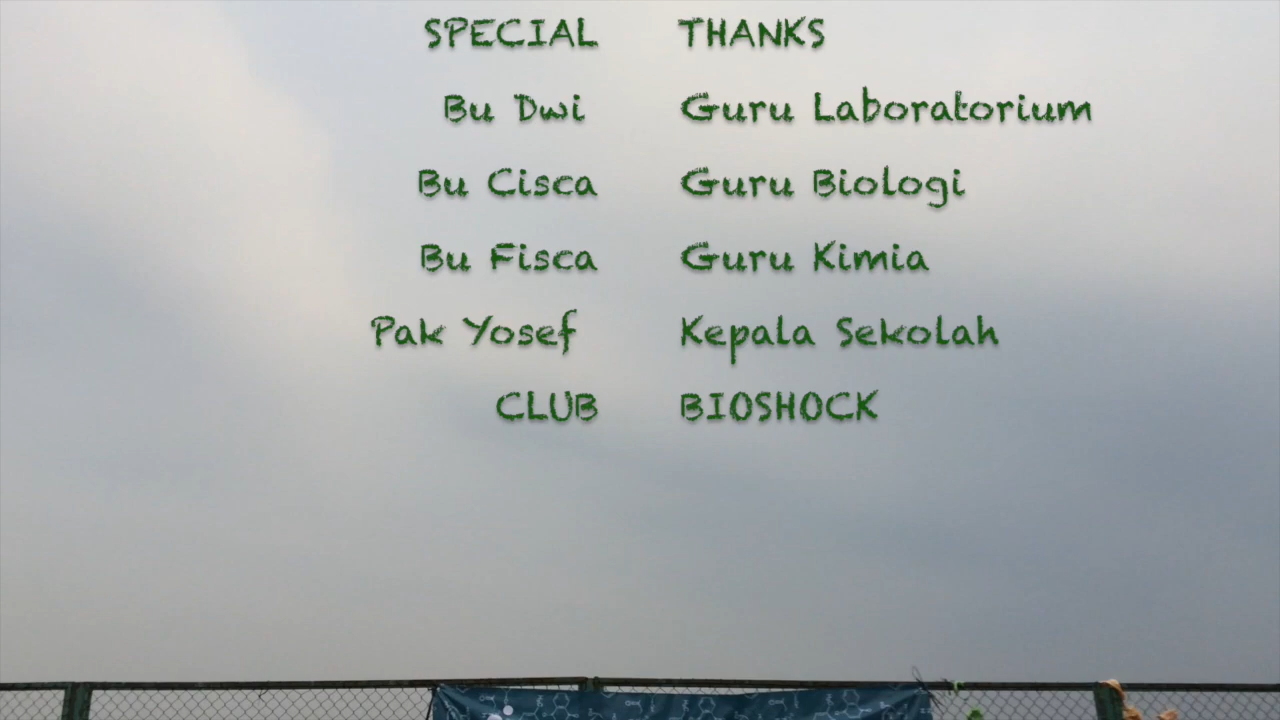 SPECIAL THANKS
Bu Dwi Guru Laboratorium
Bu Cisca Guru Biologi
Bu Fisca Guru Kimia
Pak Yosef Kepala Sekolah
CLUB BIOSHOCK